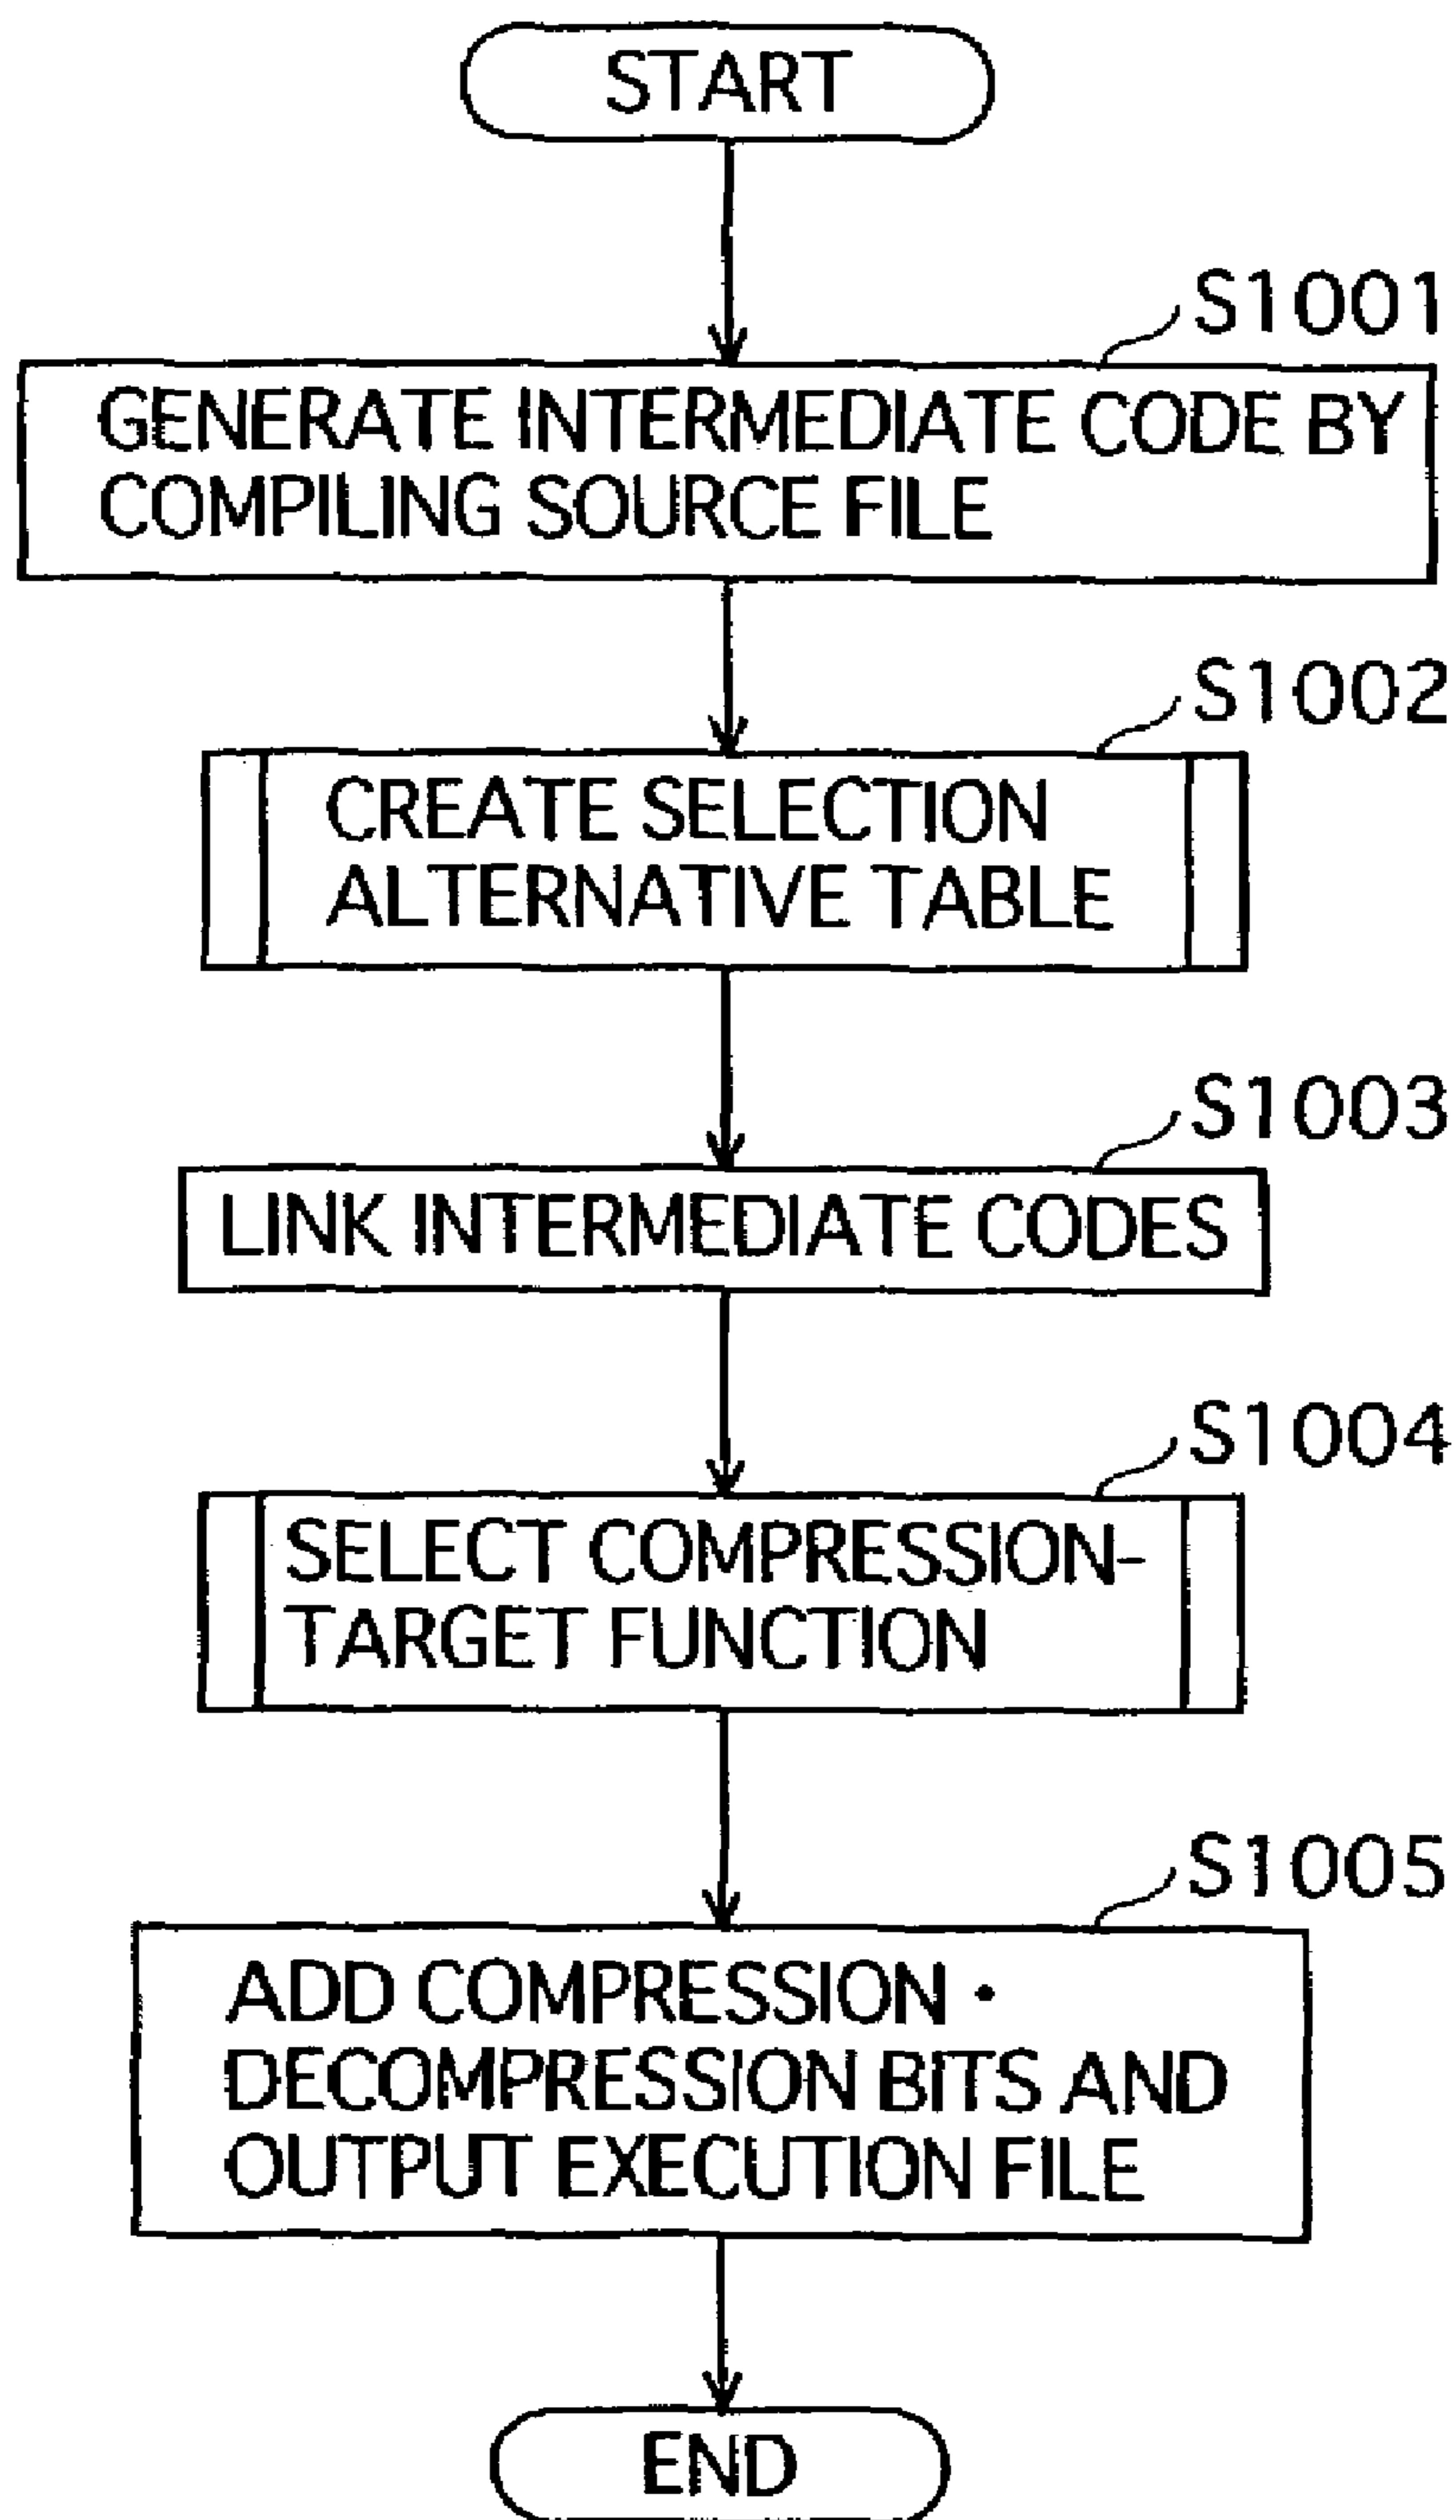 START
S1001
GENERATE INTERMEDIATE CODE BY
COMPILING SOURCE FILE
S1002
CREATE SELECTION
ALTERNATIVE TABLE
S1003
LINK INTERMEDIATE CODES
S1004
SELECT COMPRESSION-
TARGET FUNCTION
S1005
ADD COMPRESSION •
DECOMPRESSION BITS AND
OUTPUT EXECUTION FILE
END